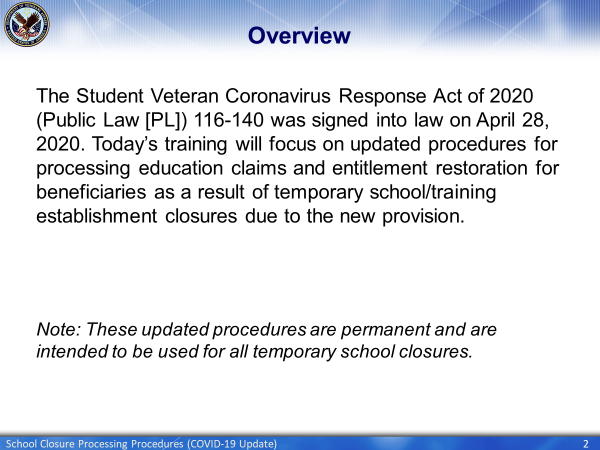 Overview
The Student Veteran Coronavirus Response Act of 2020
(Public Law [PL]) 116-140 was signed into law on April 28,
2020. Today’s training will focus on updated procedures for
processing education claims and entitlement restoration for
beneficiaries as a result of temporary school/training
establishment closures due to the new provision.
Note: These updated procedures are permanent and are
intended to be used for all temporary school closures.
School Closure Processing Procedures (COVID-19 Update)
2